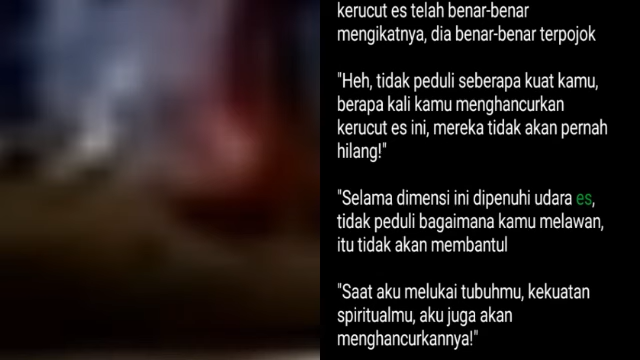 kerucut es telah benar-benar
mengikatnya, dia benar-benar terpojok
"Heh, tidak peduli seberapa kuat kamu,
berapa kali kamu menghancurkan
kerucut es ini, mereka tidak akan pernah
hilang!"
"Selama dimensi ini dipenuhi udara es,
tidak peduli bagaimana kamu melawan,
itu tidak akan membantul
"Saat aku melukai tubuhmu, kekuatan
spiritualmu, aku juga akan
menghancurkannya!"